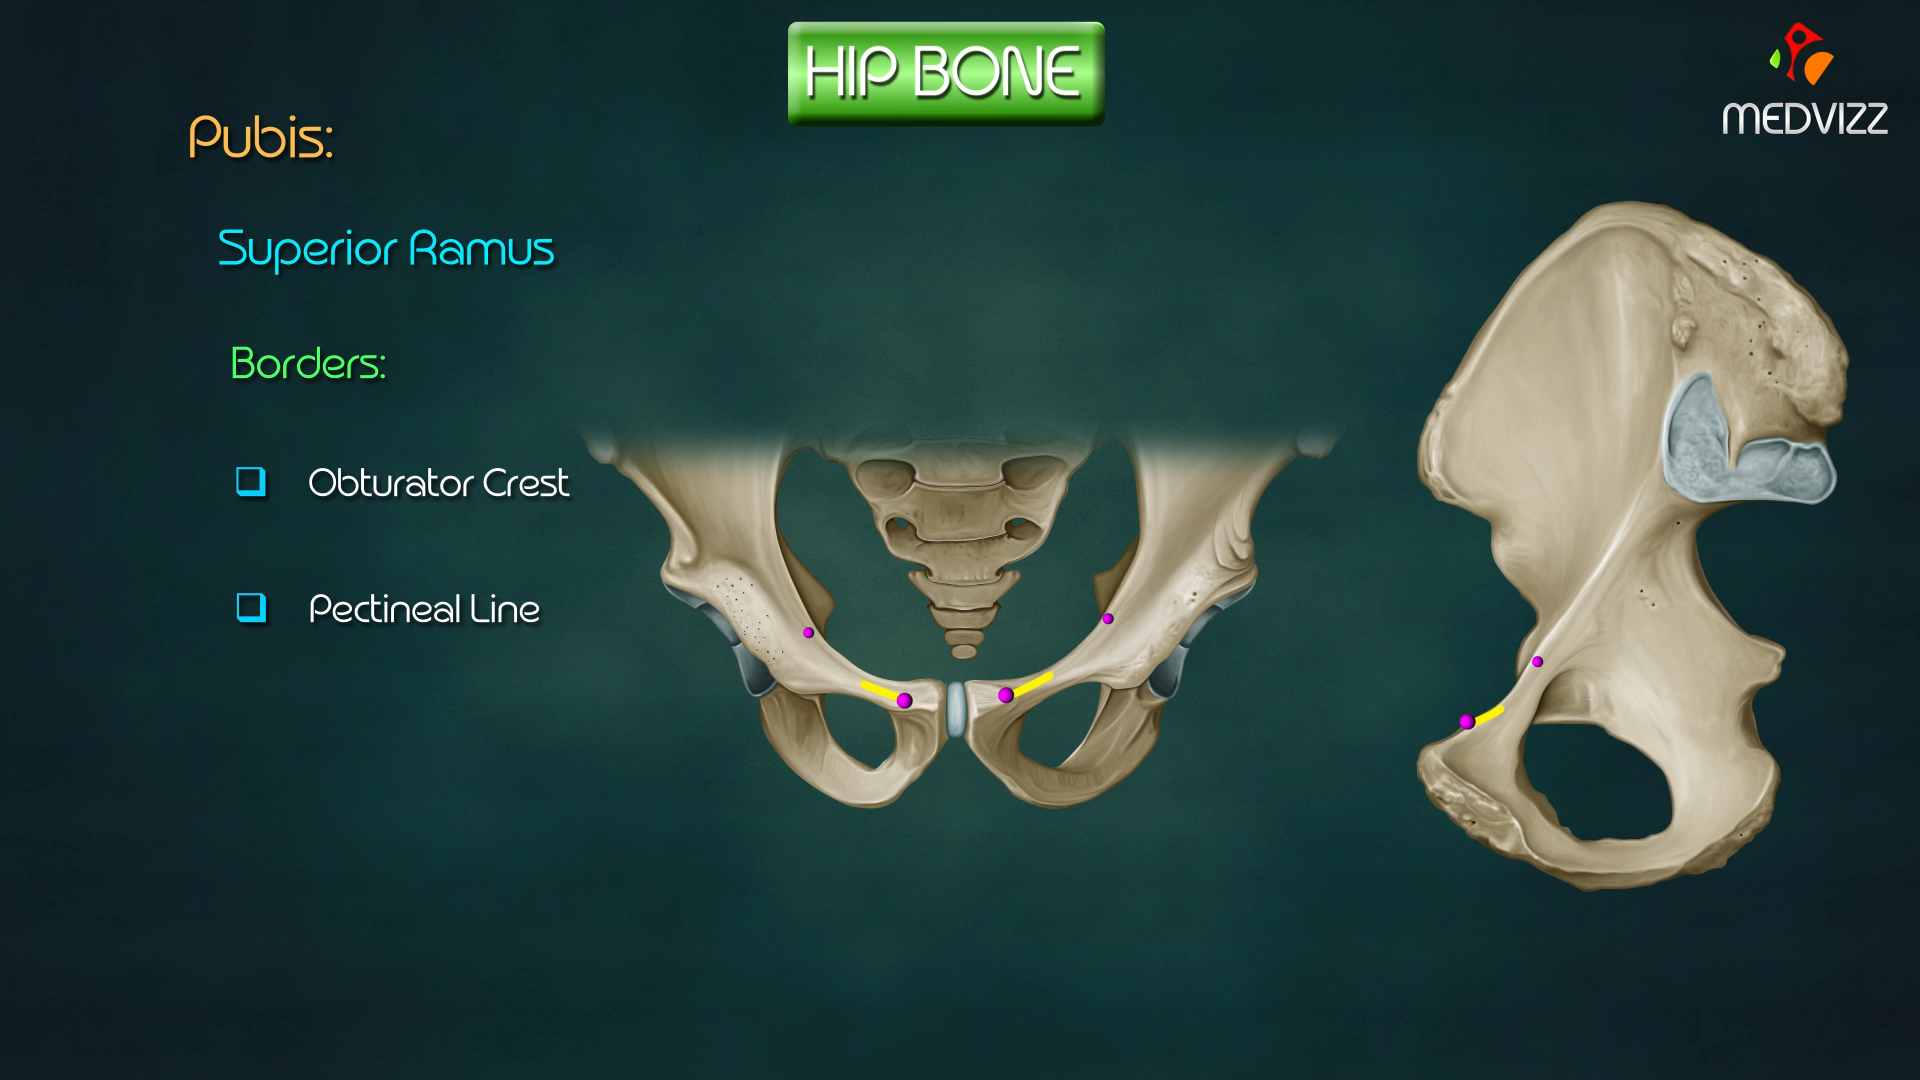 HIP BONE
MEDVIZZ
Pubis:
Superior Ramus
Borders:
Obturator Crest
Pectineal Line